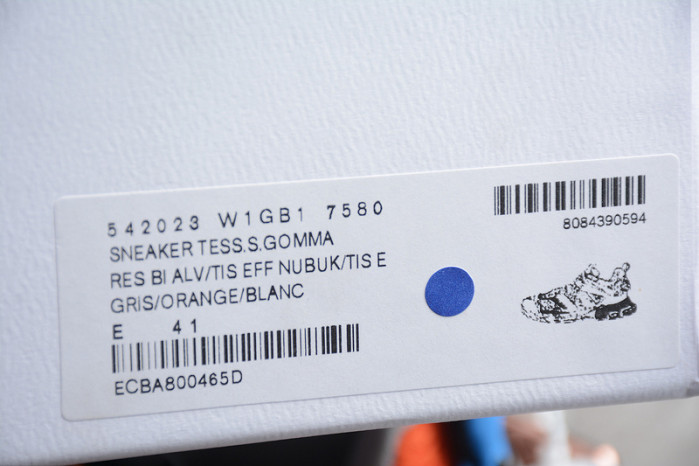 542023 W1GB1 7580
SNEAKER TESS.S.GOMMA
RES BI ALV/TIS EFF NUBUK/TIS E
GRIS/ORANGE/BLANC
E 41
ECBA800465D
8084390594